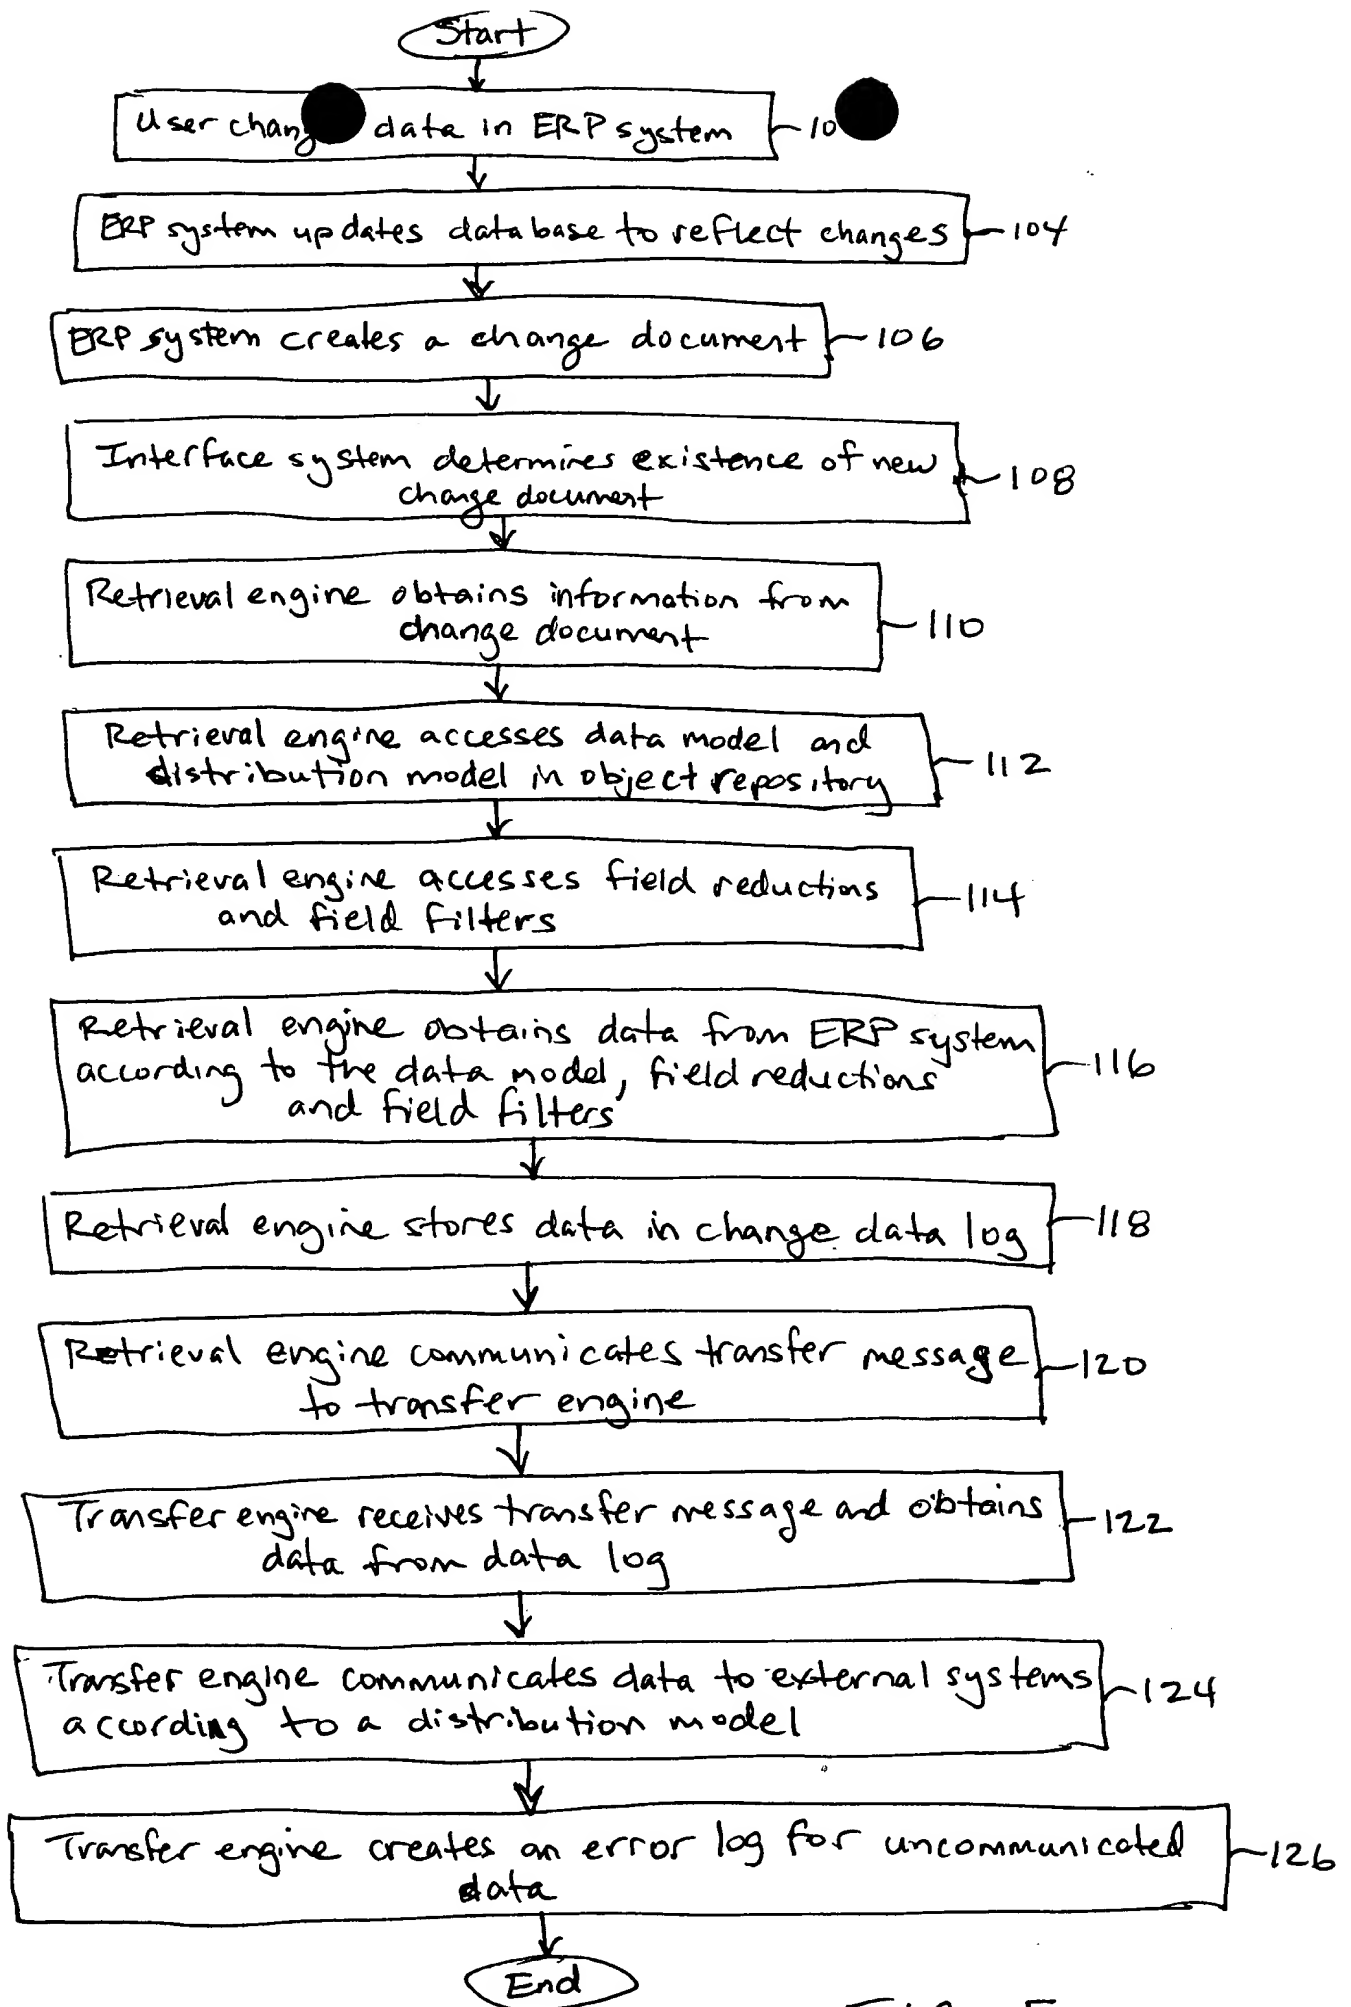 Start
User data in ERP system
ERP system updates database to reflect changes 104
ERP system creates a change document 106
Interface system determines existence of new
change document
108
Retrieval engine obtains information from
change document
110
Retrieval engine accesses data model and
distribution model in object repository
112
Retrieval engine accesses field reductions
and field filters
114
Retrieval engine obtains data from ERP system
according to the data model, field reductions
and field filters
116
Retrieval engine stores data in change data log 118
Retrieval engine communicates transfer message
to transfer engine
120
Transfer engine receives transfer message and obtains
data from data log
122
Transfer engine communicates data to external systems
according to a distribution model
124
Transfer engine creates an error log for uncommunicated
data
126
End